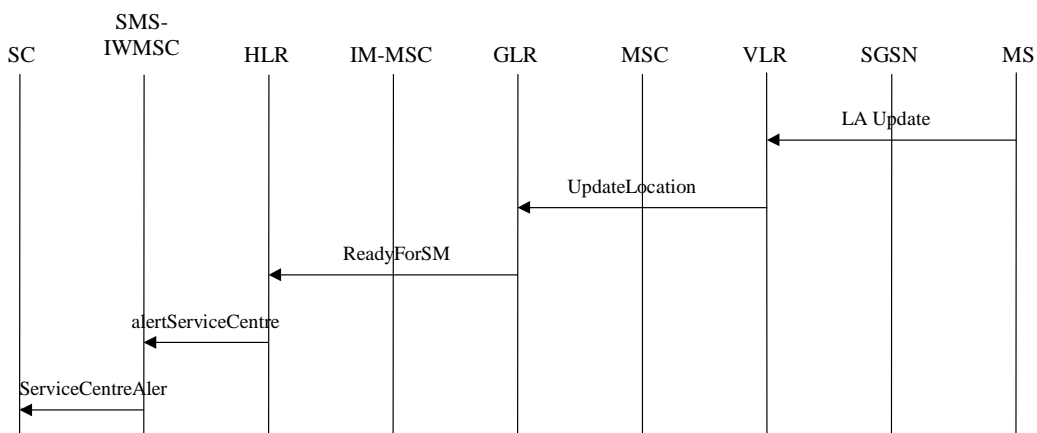 SMS-
IWMSC
SC HLR IM-MSC GLR MSC VLR SGSN MS
LA Update
UpdateLocation
ReadyForSM
alertServiceCentre
ServiceCentreAler